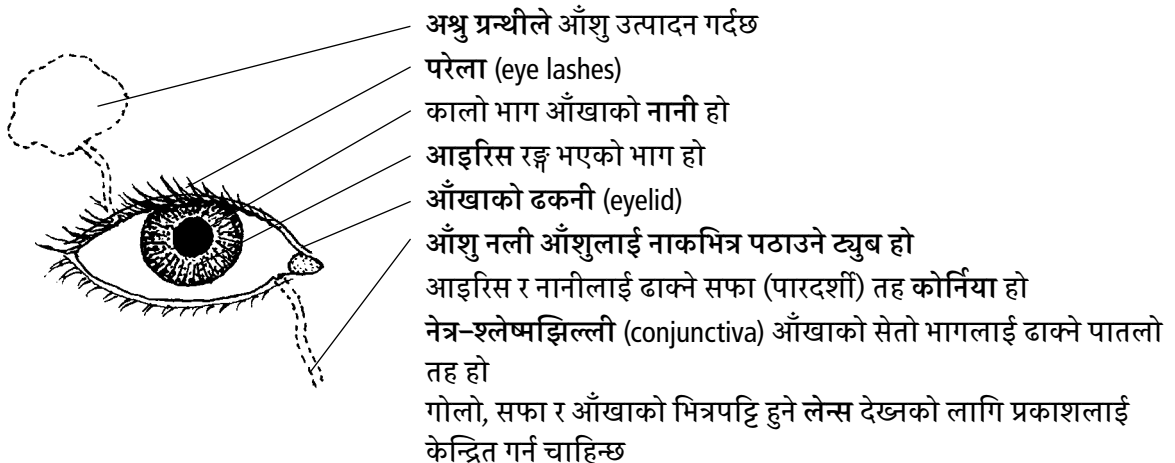 अश्रु ग्रन्थीले आँशु उत्पादन गर्दछ
परेला (eye lashes)
कालो भाग आँखाको नानी हो
आइरिस रङ्ग भएको भाग हो
आँखाको ढकनी (eyelid)
आँशु नली आँशुलाई नाकभित्र पठाउने ट्युब हो
आइरिस र नानीलाई ढाक्ने सफा (पारदर्शी) तह कोर्निया हो
नेत्र–श्लेष्मझिल्ली (conjunctiva) आँखाको सेतो भागलाई ढाक्ने पातलो
तह हो
गोलो, सफा र आँखाको भित्रपट्टि हुने लेन्स देख्नको लागि प्रकाशलाई
केन्द्रित गर्न चाहिन्छ